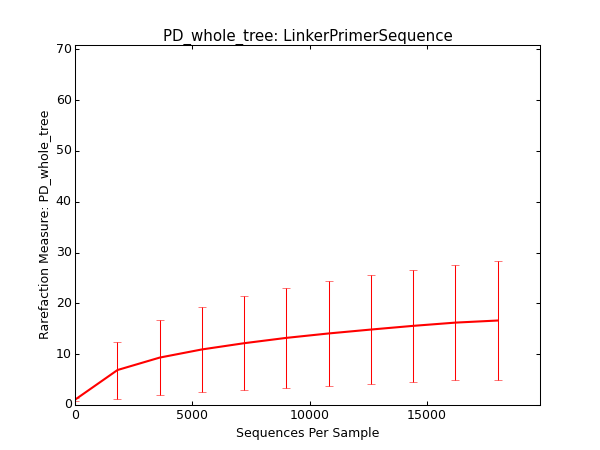 PD_whole_tree: LinkerPrimerSequence
70
60
50
40
30
20
10
0
Rarefaction Measure: PD_whole_tree
0 5000 10000 15000
Sequences Per Sample